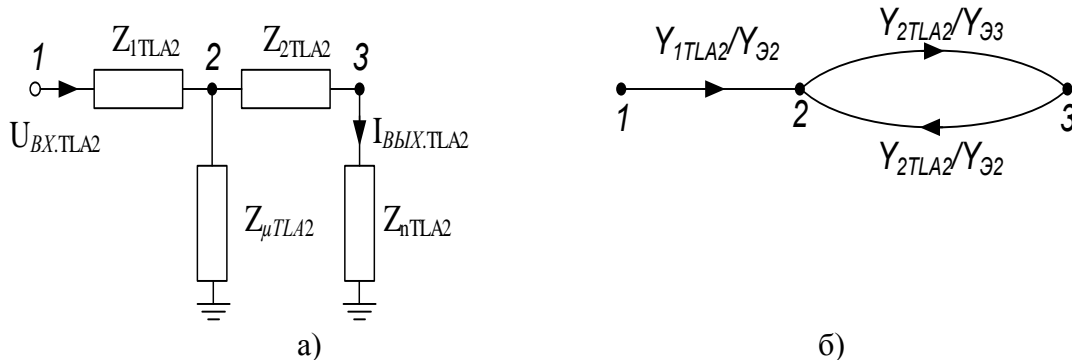 Z1TLA2
Z2TLA2
1
2
3
UВХ.TLA2
IВЫХ.TLA2
ZμTLA2
ZnTLA2
а)
Y1TLA2/YЭ2
Y2TLA2/YЭ3
1
2
3
Y2TLA2/YЭ2
б)